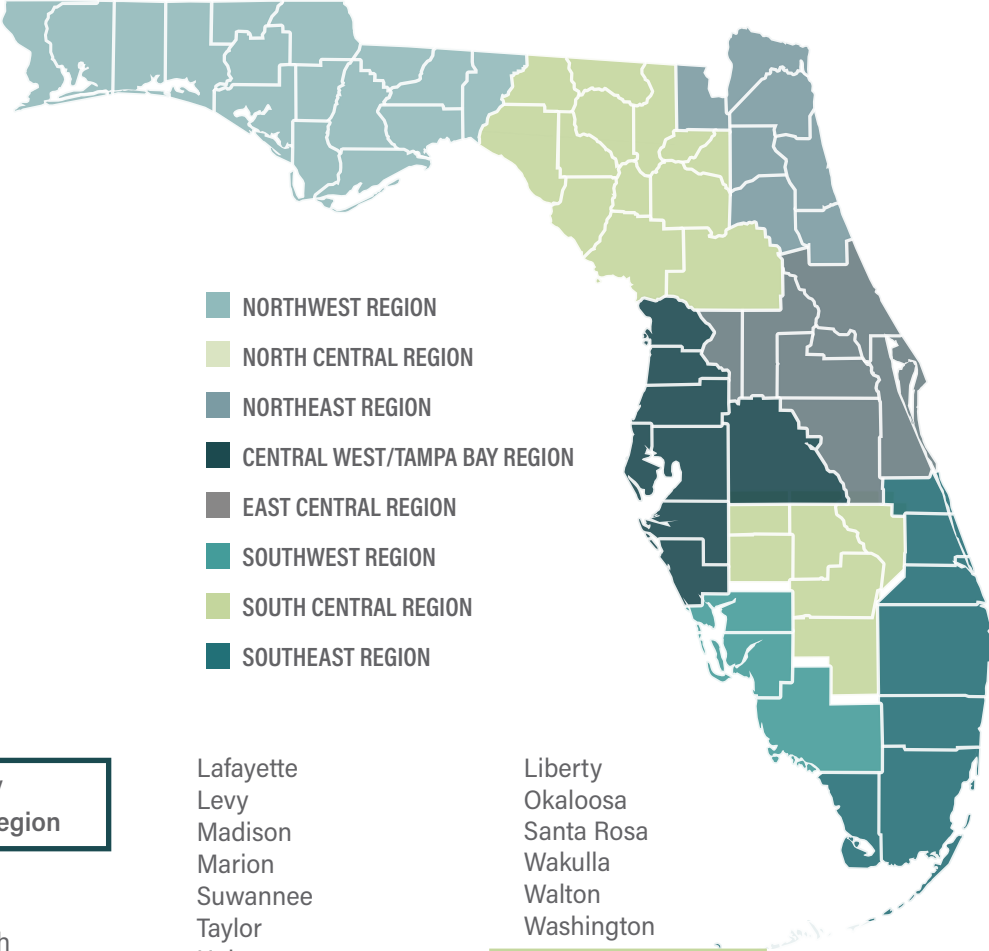 NORTHWEST REGION
NORTH CENTRAL REGION
NORTHEAST REGION
CENTRAL WEST/TAMPA BAY REGION
EAST CENTRAL REGION
SOUTHWEST REGION
SOUTH CENTRAL REGION
SOUTHEAST REGION
Lafayette
Levy
Madison
Marion
Suwannee
Taylor
Liberty
Okaloosa
Santa Rosa
Wakulla
Walton
Washington